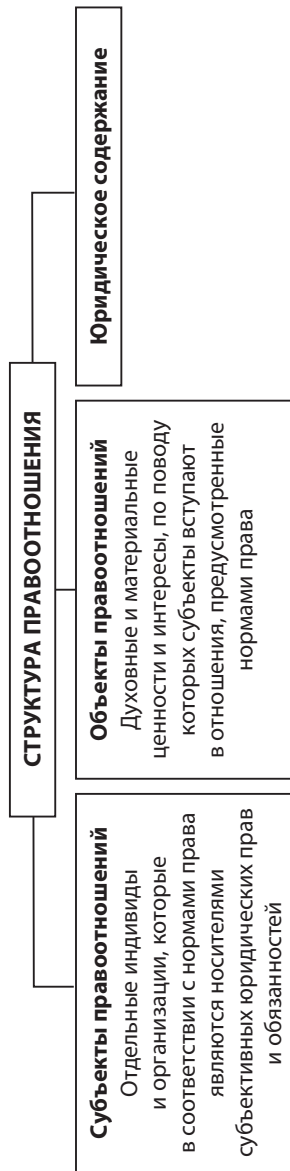 СТРУКТУРА ПРАВООТНОШЕНИЯ
Субъекты правоотношений
Отдельные индивиды
и организации, которые
в соответствии с нормами права
являются носителями
субъективных юридических прав
и обязанностей
Объекты правоотношений
Духовные и материальные
ценности и интересы, по поводу
которых субъекты вступают
в отношения, предусмотренные
нормами права
Юридическое содержание